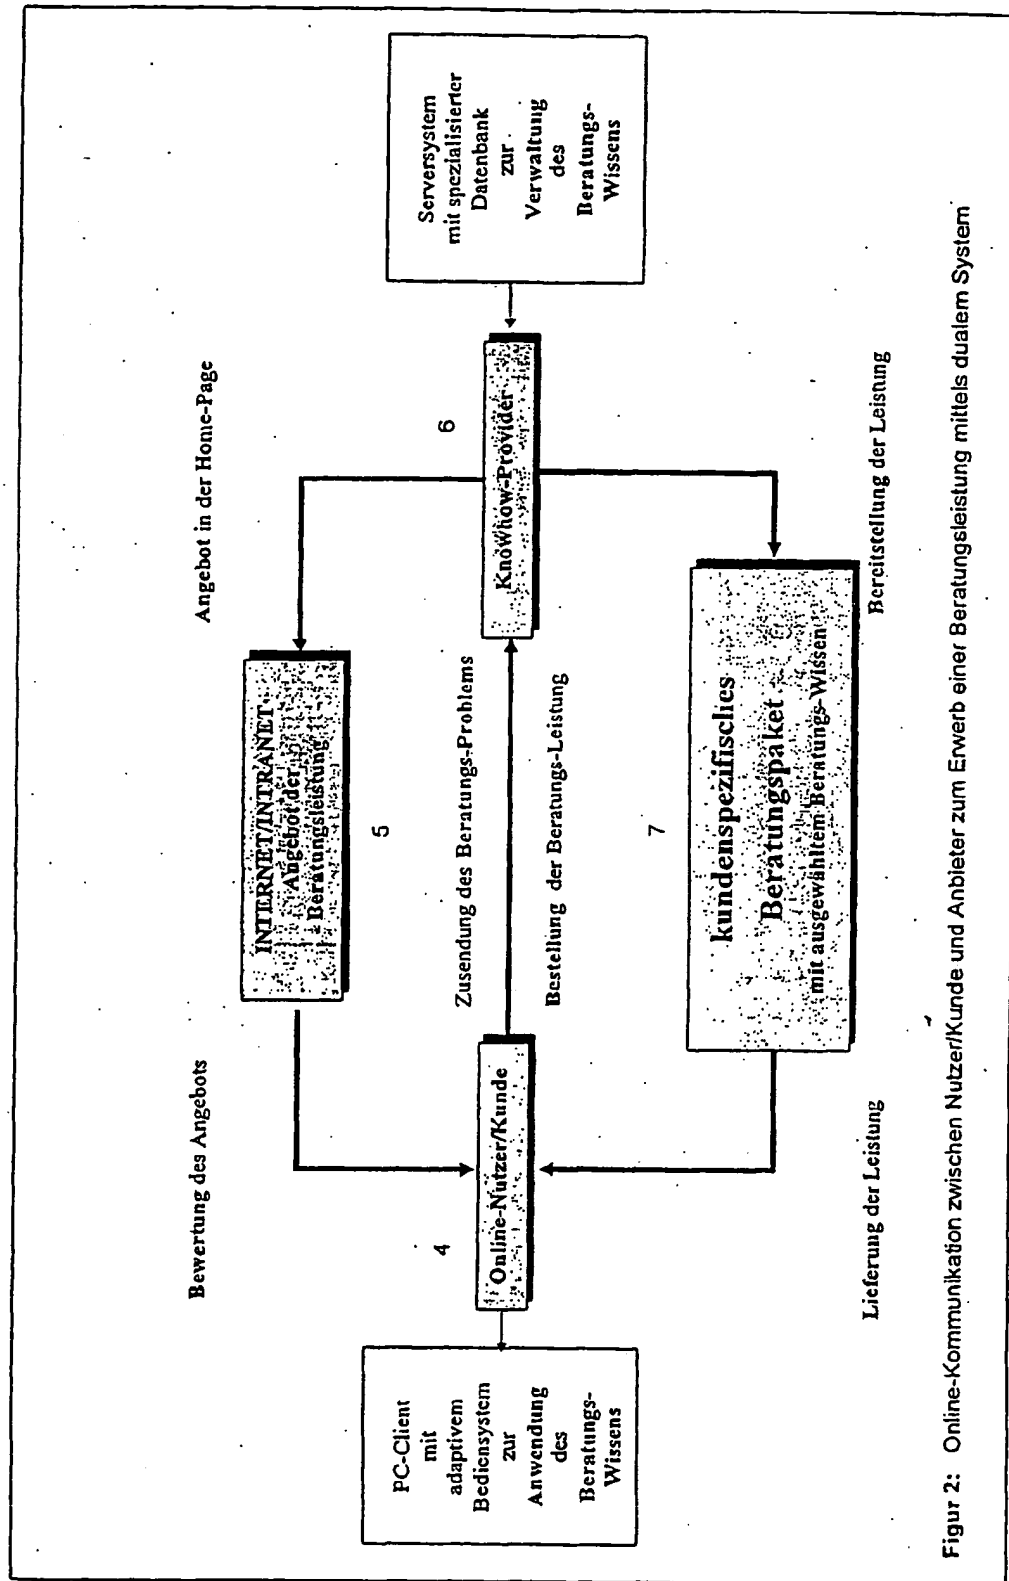 Bewertung des Angebots
Angebot in der Home-Page
INTERNET/INTRANET
Angebot der
Beratungsleistung
5
PC-Client
mit
adaptivem
Bediensystem
zur
Anwendung
des
Beratungs-
Wissens
4
Online-Nutzer/Kunde
Zusendung des Beratungs-Problems
Bestellung der Beratungs-Leistung
6
Knowhow-Provider
Serversystem
mit spezialisierter
Datenbank
zur
Verwaltung
des
Beratungs-
Wissens
7
kundenspezifisches
Beratungspaket
mit ausgewähltem Beratungs-Wissen
Lieferung der Leistung
Bereitstellung der Leistung
Figur 2: Online-Kommunikation zwischen Nutzer/Kunde und Anbieter zum Erwerb einer Beratungsleistung mittels dualem System